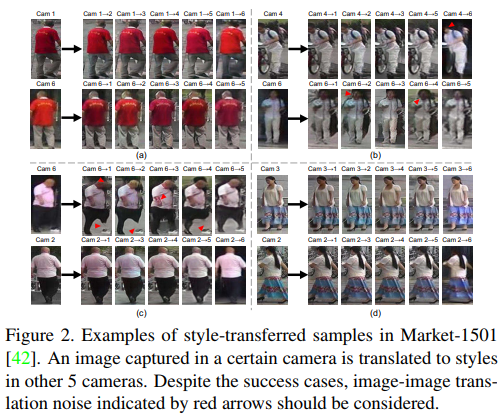 Cam 1 Cam 1→2 Cam 1→3 Cam 1→4 Cam 1→5 Cam 1→6
Cam 6 Cam 6→1 Cam 6→2 Cam 6→3 Cam 6→4 Cam 6→5
(a)
Cam 4 Cam 4→1 Cam 4→2 Cam 4→3 Cam 4→5 Cam 4→6
Cam 6 Cam 6→1 Cam 6→2 Cam 6→3 Cam 6→4 Cam 6→5
(b)
Cam 6 Cam 6→1 Cam 6→2 Cam 6→3 Cam 6→4 Cam 6→5
Cam 2 Cam 2→1 Cam 2→3 Cam 2→4 Cam 2→5 Cam 2→6
(c)
Cam 3 Cam 3→1 Cam 3→2 Cam 3→4 Cam 3→5 Cam 3→6
Cam 2 Cam 2→1 Cam 2→3 Cam 2→4 Cam 2→5 Cam 2→6
(d)
Figure 2. Examples of style-transferred samples in Market-1501
[42]. An image captured in a certain camera is translated to styles
in other 5 cameras. Despite the success cases, image-image trans-
lation noise indicated by red arrows should be considered.